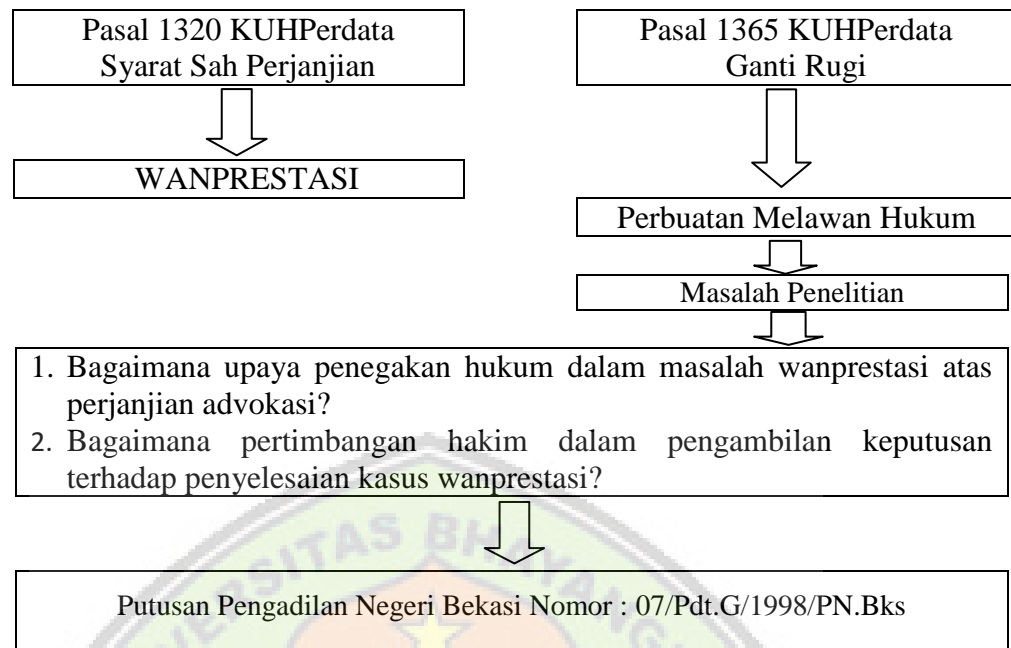 Pasal 1320 KUHPerdata
Syarat Sah Perjanjian
WANPRESTASI
Pasal 1365 KUHPerdata
Ganti Rugi
Perbuatan Melawan Hukum
Masalah Penelitian
1. Bagaimana upaya penegakan hukum dalam masalah wanprestasi atas
perjanjian advokasi?
2. Bagaimana pertimbangan hakim dalam pengambilan keputusan
terhadap penyelesaian kasus wanprestasi?
Putusan Pengadilan Negeri Bekasi Nomor : 07/Pdt.G/1998/PN.Bks